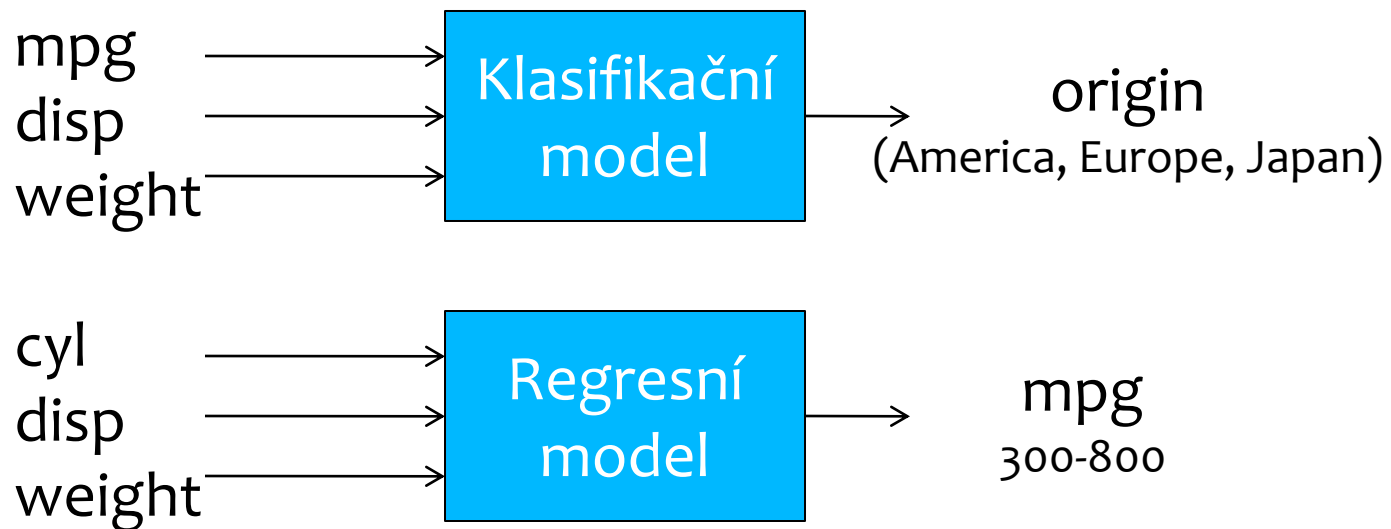 mpg
disp
weight
Klasifikační
model
origin
(America, Europe, Japan)
cyl
disp
weight
Regresní
model
mpg
300-800